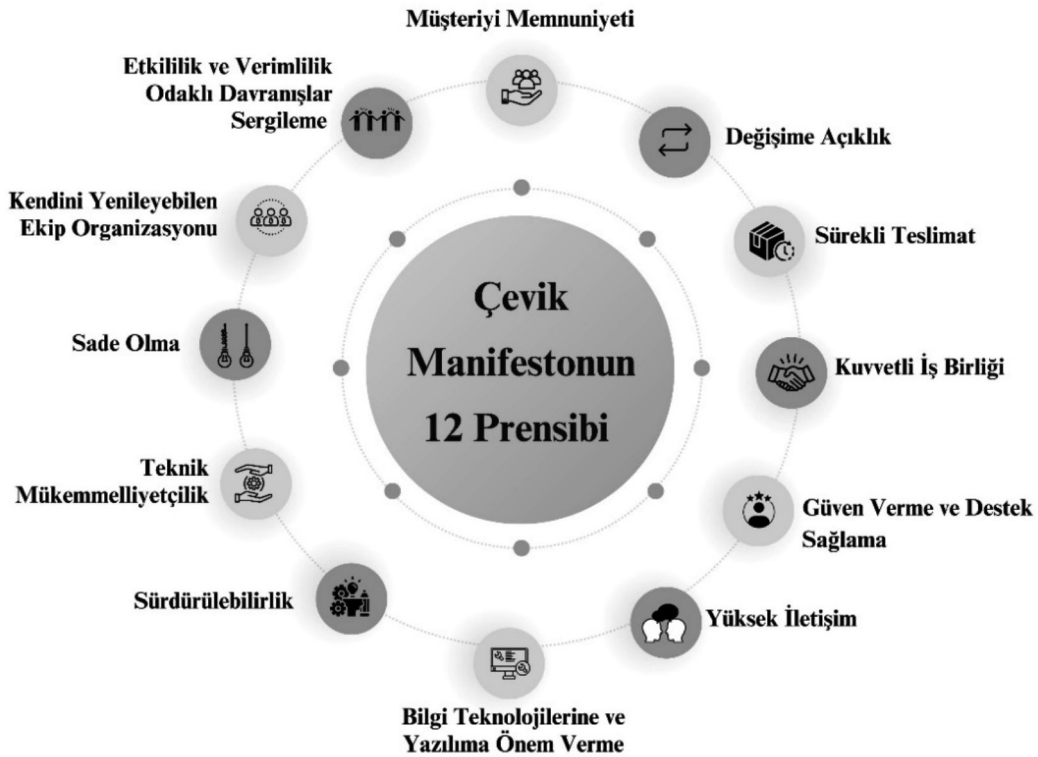 Müşteriyi Memnuniyeti
Değişime Açıklık
Sürekli Teslimat
Kuvvetli İş Birliği
Güven Verme ve Destek
Sağlama
Yüksek İletişim
Bilgi Teknolojilerine ve
Yazılıma Önem Verme
Sürdürülebilirlik
Teknik
Mükemmelliyetçilik
Sade Olma
Kendini Yenileyebilen
Ekip Organizasyonu
Etkililik ve Verimlilik
Odaklı Davranışlar
Sergileme
Çevik
Manifestonun
12 Prensibi